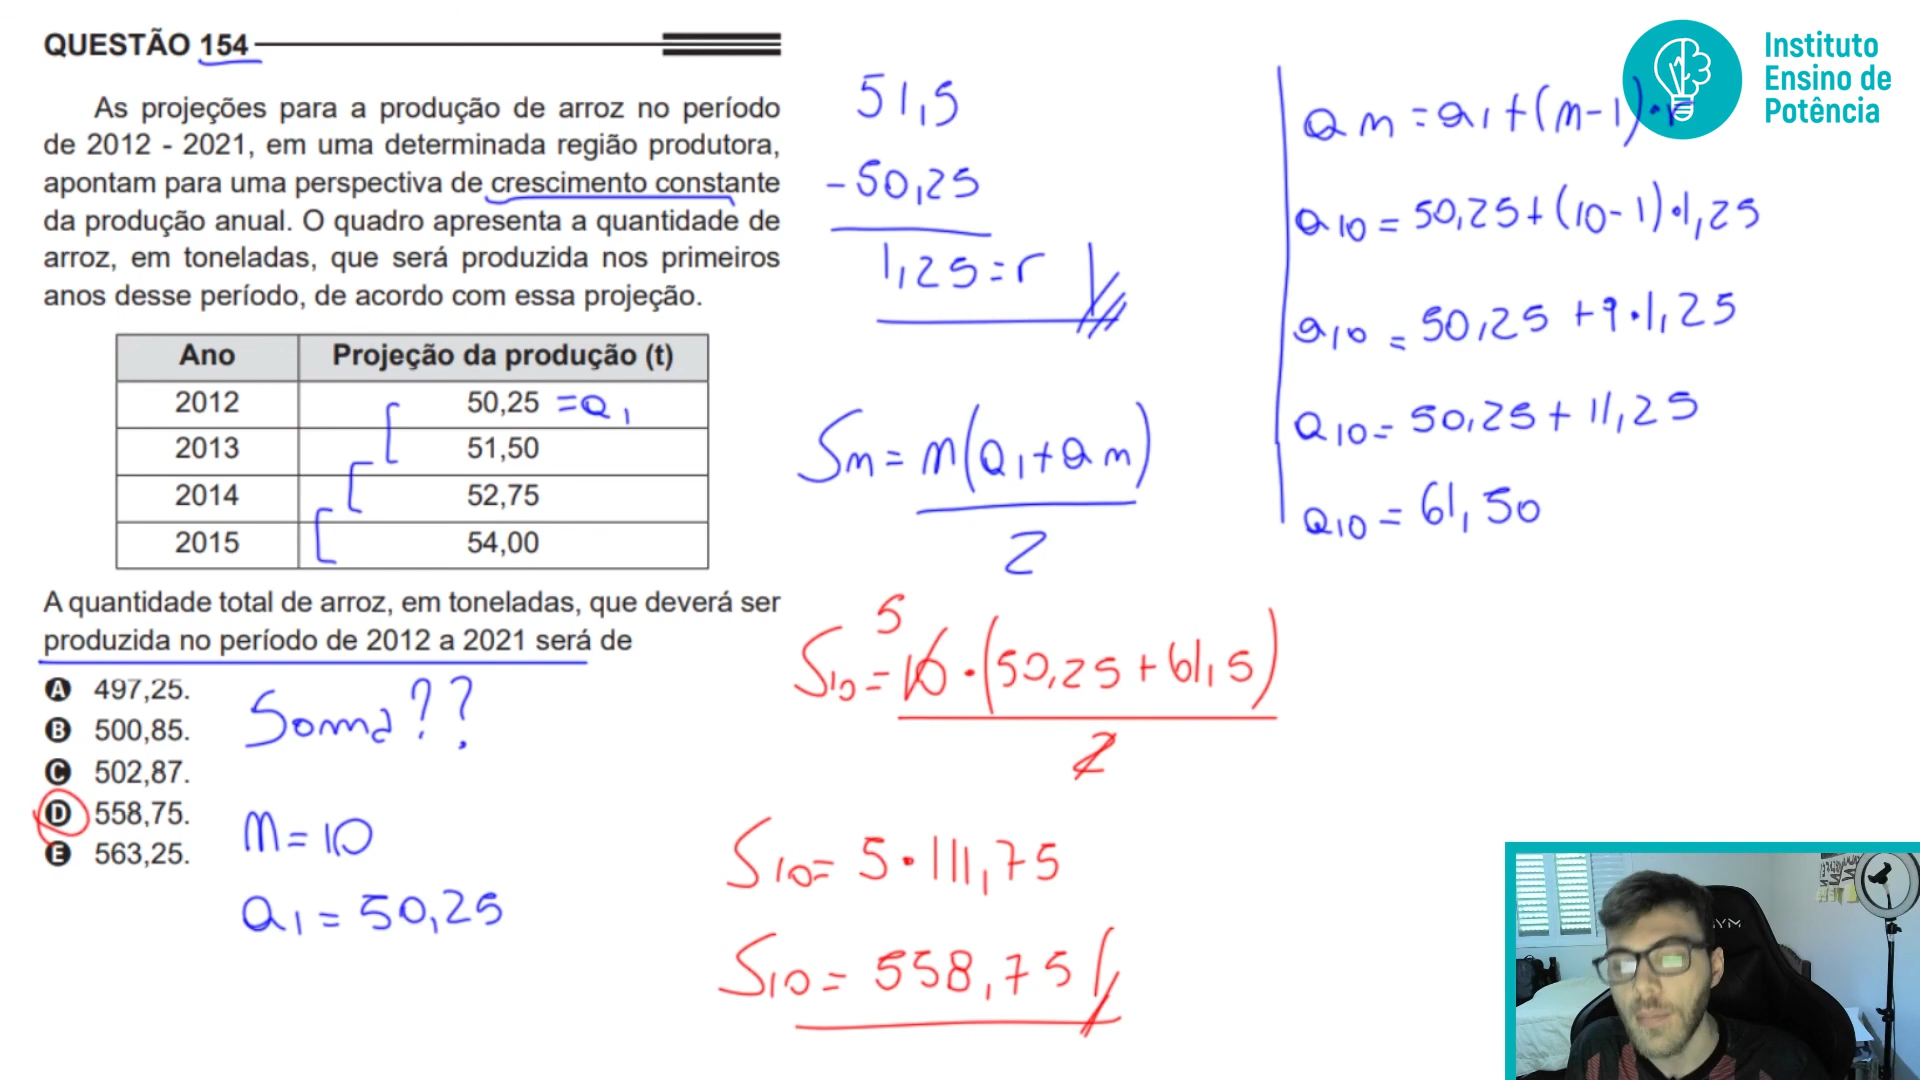 QUESTÃO 154
As projeções para a produção de arroz no período
de 2012 - 2021, em uma determinada região produtora,
apontam para uma perspectiva de crescimento constante
da produção anual. O quadro apresenta a quantidade de
arroz, em toneladas, que será produzida nos primeiros
anos desse período, de acordo com essa projeção.
Ano Projeção da produção (t)
2012 50,25 =a1
2013 51,50
2014 52,75
2015 54,00
A quantidade total de arroz, em toneladas, que deverá ser
produzida no período de 2012 a 2021 será de
A 497,25.
B 500,85.
C 502,87.
D 558,75.
E 563,25.
Soma??
n=10
a1=50,25
51,5
-50,25
1,25=r
Sn=n(a1+an)
2
5
S10=10·(50,25+61,5)
2
S10=5·111,75
S10=558,75
an=a1+(n-1)·r
a10=50,25+(10-1)·1,25
a10=50,25+9·1,25
a10=50,25+11,25
a10=61,50
Instituto
Ensino de
Potência